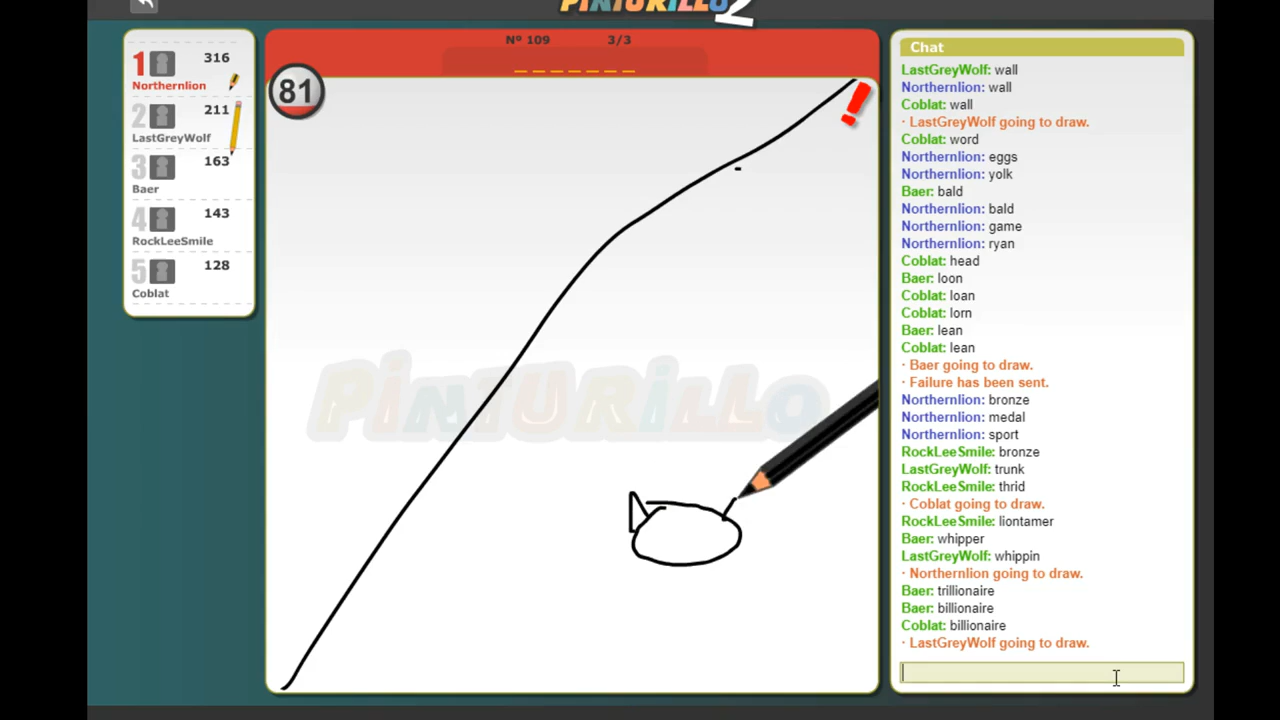 PINTURILLO 2
1 316
Northernlion
2 211
LastGreyWolf
3 163
Baer
4 143
RockLeeSmile
5 128
Coblat
Nº 109 3/3
_ _ _ _ _ _ _
81
!
PINTURILLO
Chat
LastGreyWolf: wall
Northernlion: wall
Coblat: wall
· LastGreyWolf going to draw.
Coblat: word
Northernlion: eggs
Northernlion: yolk
Baer: bald
Northernlion: bald
Northernlion: game
Northernlion: ryan
Coblat: head
Baer: loon
Coblat: loan
Coblat: lorn
Baer: lean
Coblat: lean
· Baer going to draw.
· Failure has been sent.
Northernlion: bronze
Northernlion: medal
Northernlion: sport
RockLeeSmile: bronze
LastGreyWolf: trunk
RockLeeSmile: thrid
· Coblat going to draw.
RockLeeSmile: liontamer
Baer: whipper
LastGreyWolf: whippin
· Northernlion going to draw.
Baer: trillionaire
Baer: billionaire
Coblat: billionaire
· LastGreyWolf going to draw.